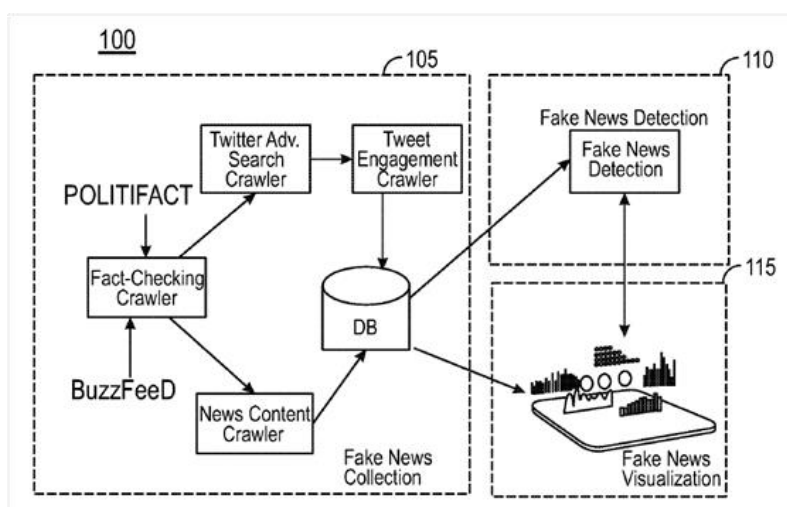 100
105
110
Twitter Adv.
Search
Crawler
Tweet
Engagement
Crawler
Fake News Detection
Fake News
Detection
POLITIFACT
Fact-Checking
Crawler
115
DB
BuzzFeeD
News Content
Crawler
Fake News
Collection
Fake News
Visualization